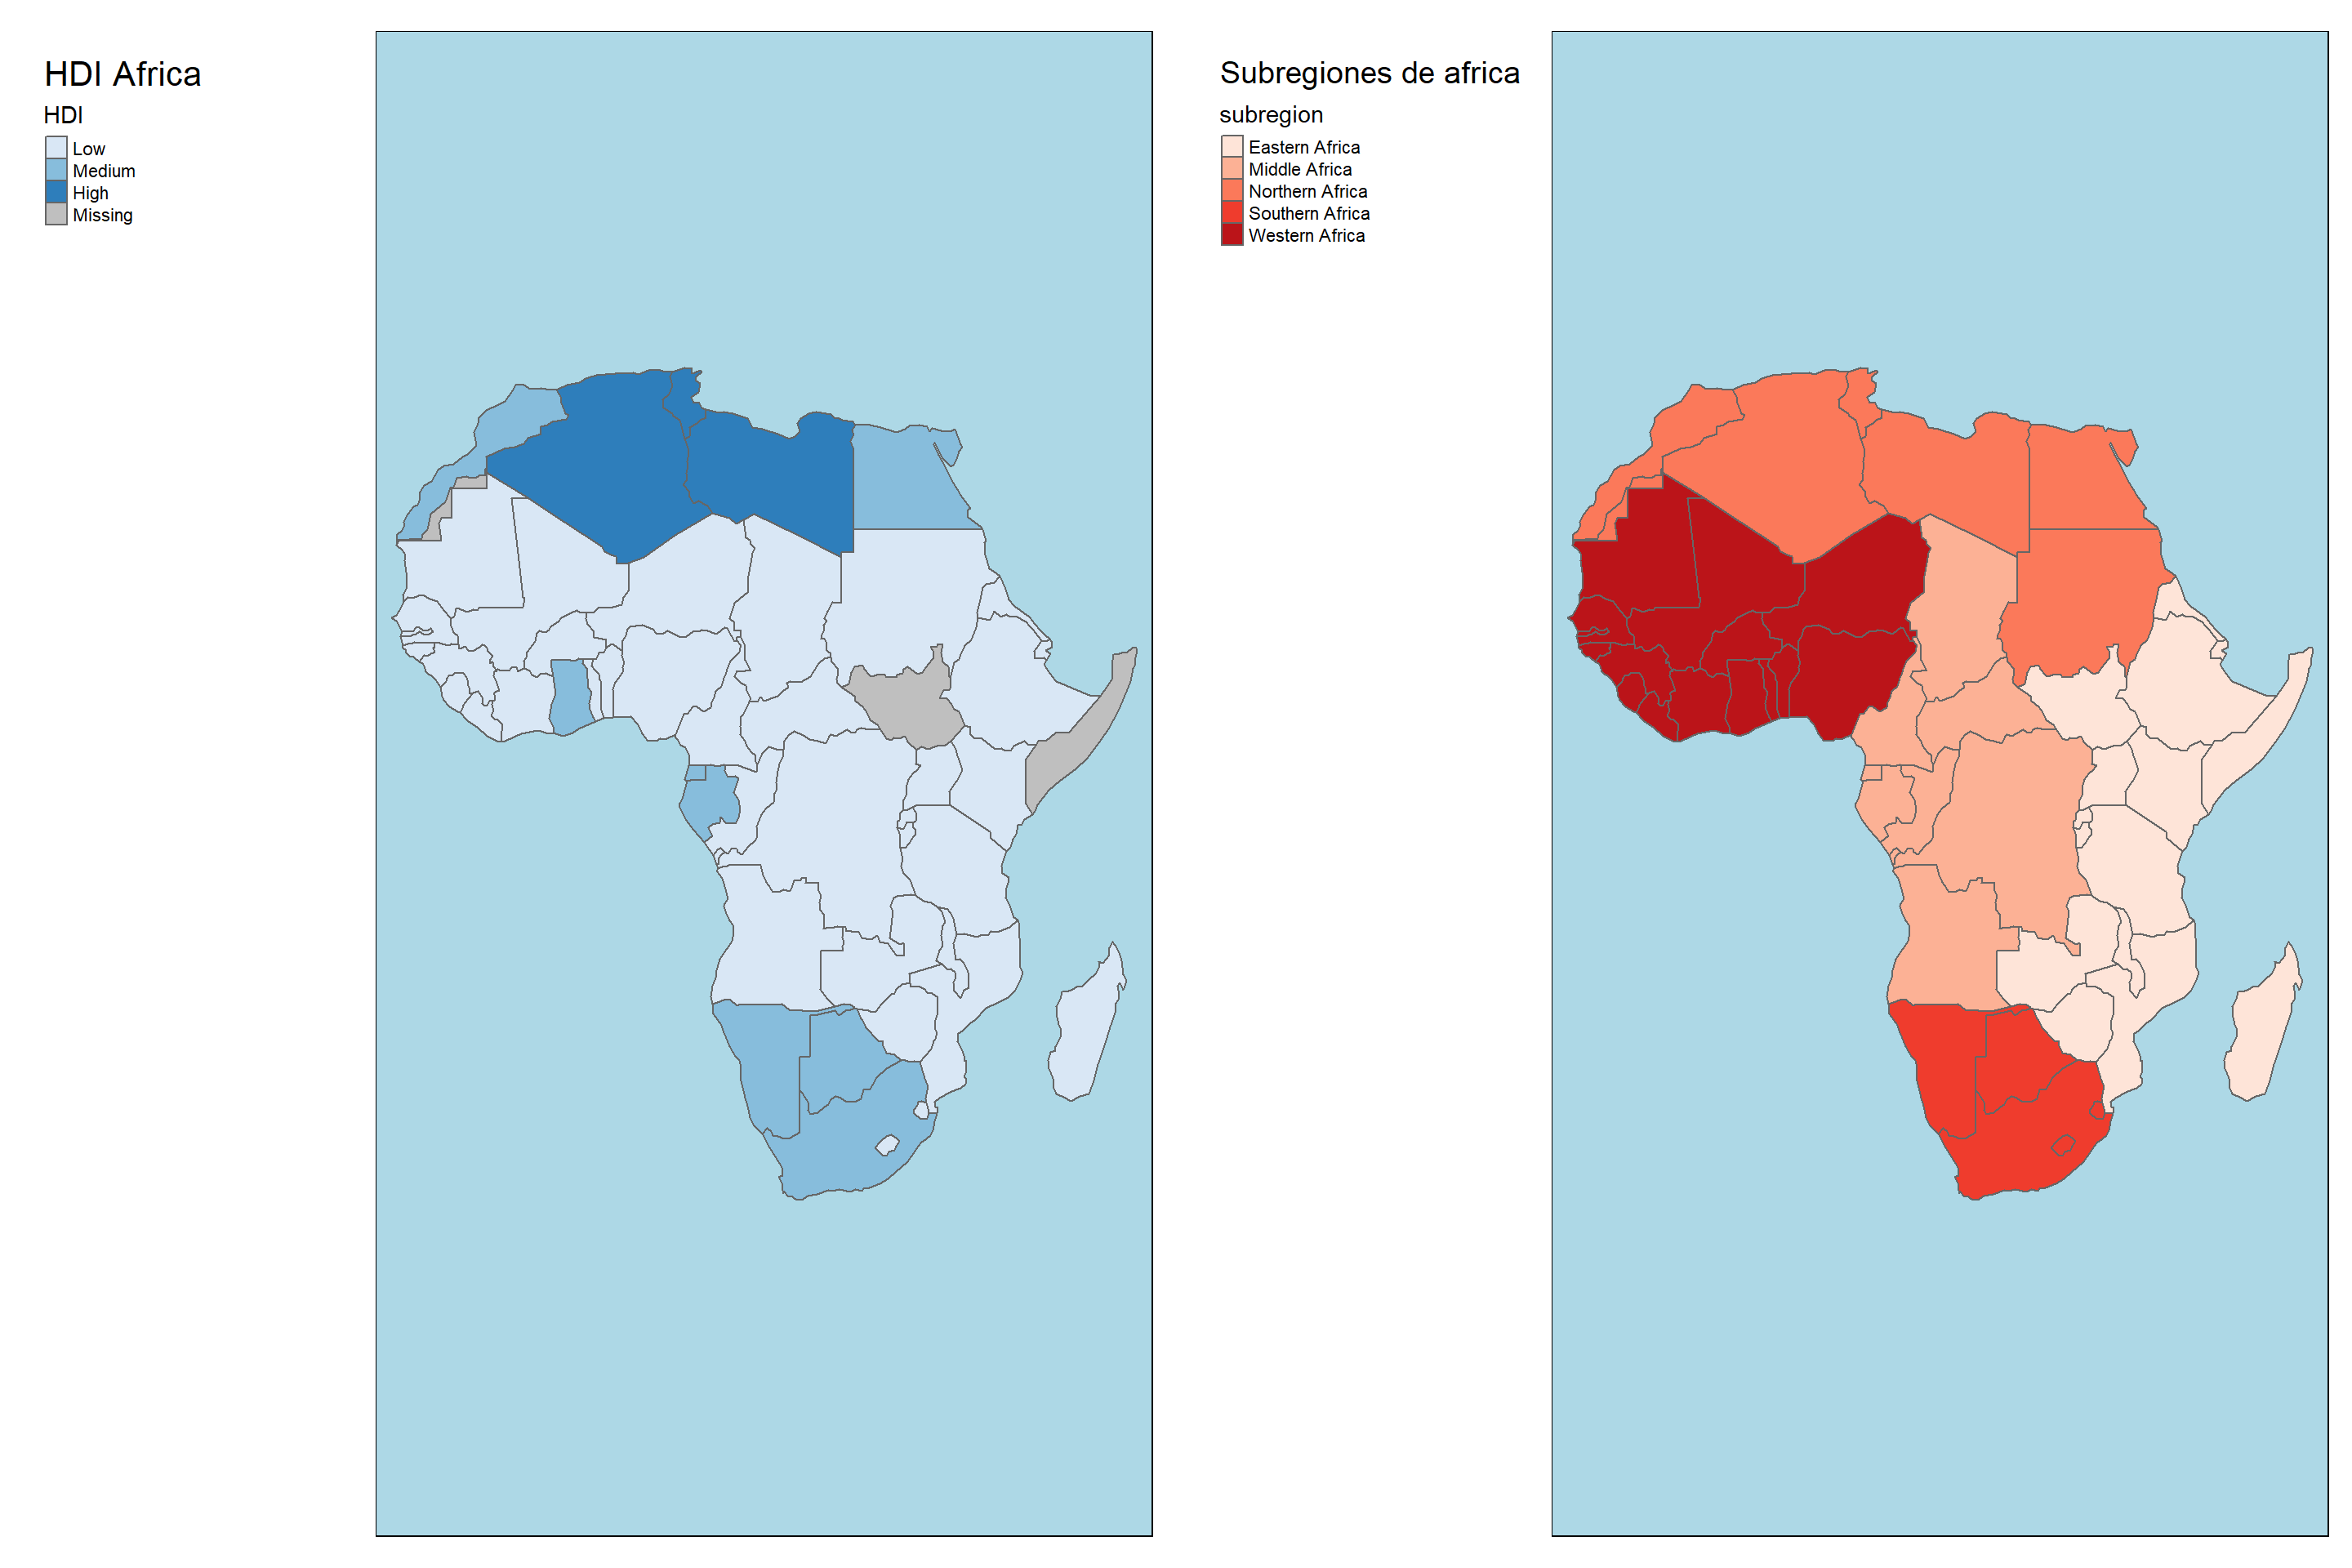 HDI Africa
HDI
Low
Medium
High
Missing
Subregiones de africa
subregion
Eastern Africa
Middle Africa
Northern Africa
Southern Africa
Western Africa